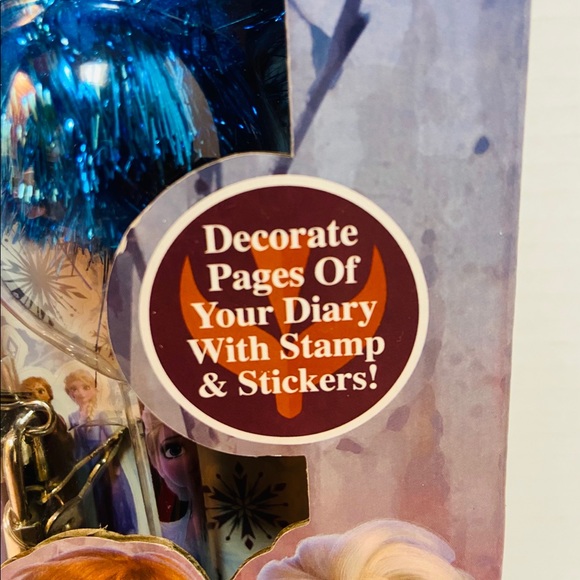 Decorate
Pages Of
Your Diary
With Stamp
& Stickers!